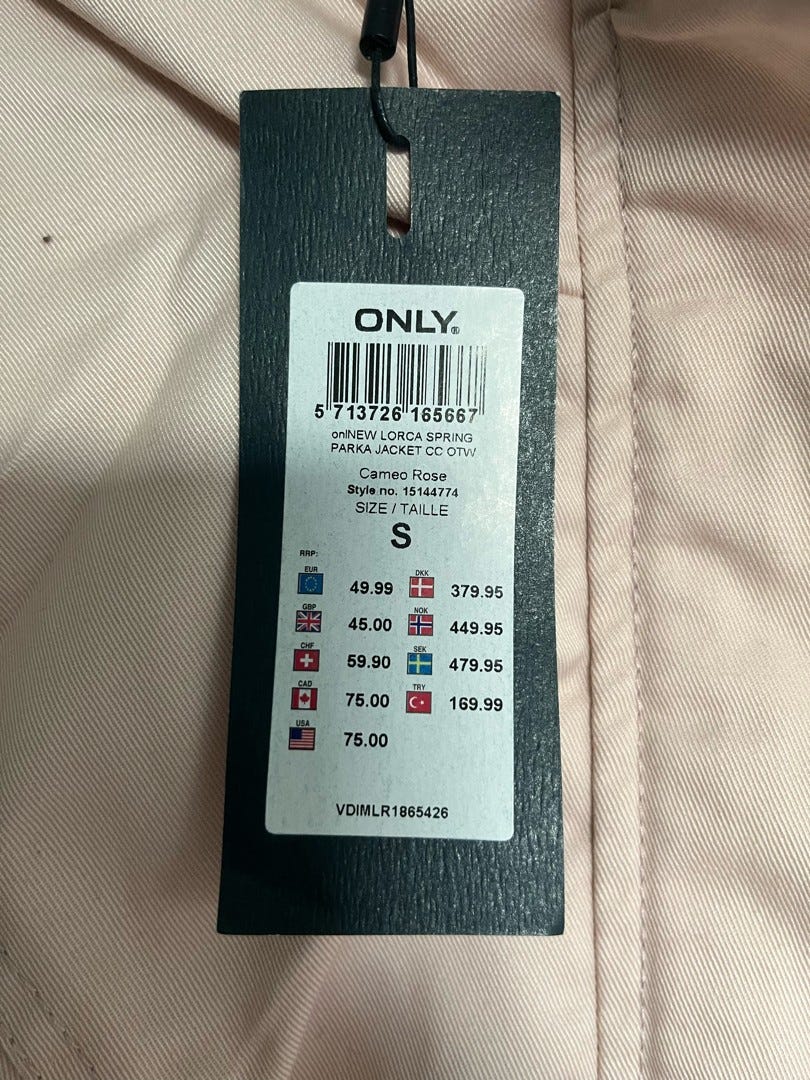 ONLY®
5 713726 165667
onlNEW LORCA SPRING
PARKA JACKET CC OTW
Cameo Rose
Style no. 15144774
SIZE / TAILLE
S
RRP:
EUR 49.99 DKK 379.95
GBP 45.00 NOK 449.95
CHF 59.90 SEK 479.95
CAD 75.00 TRY 169.99
USA 75.00
VDIMLR1865426